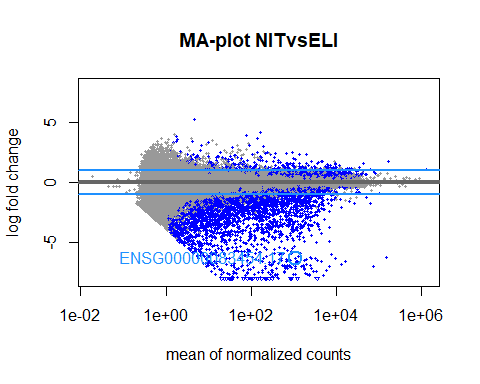 MA-plot NITvsELI
log fold change
5
0
-5
1e-02
1e+00
1e+02
1e+04
1e+06
mean of normalized counts